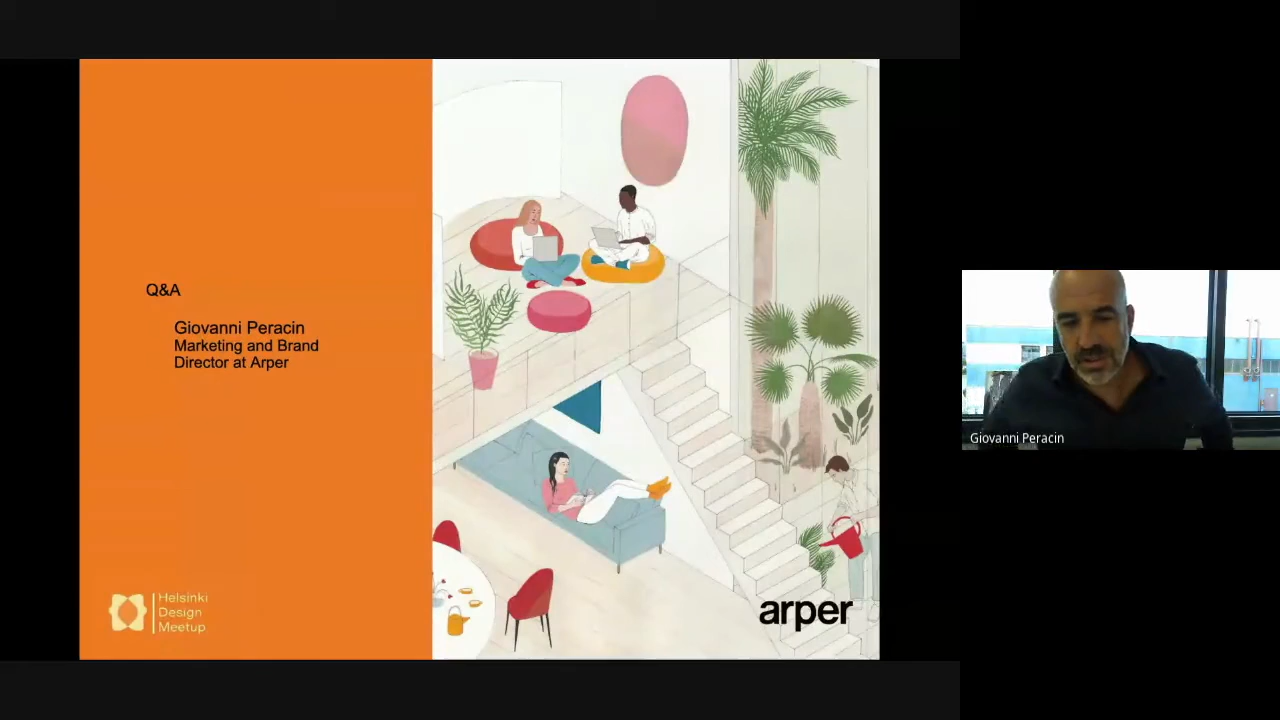 Q&A
Giovanni Peracin
Marketing and Brand
Director at Arper
Helsinki
Design
Meetup
arper
Giovanni Peracin